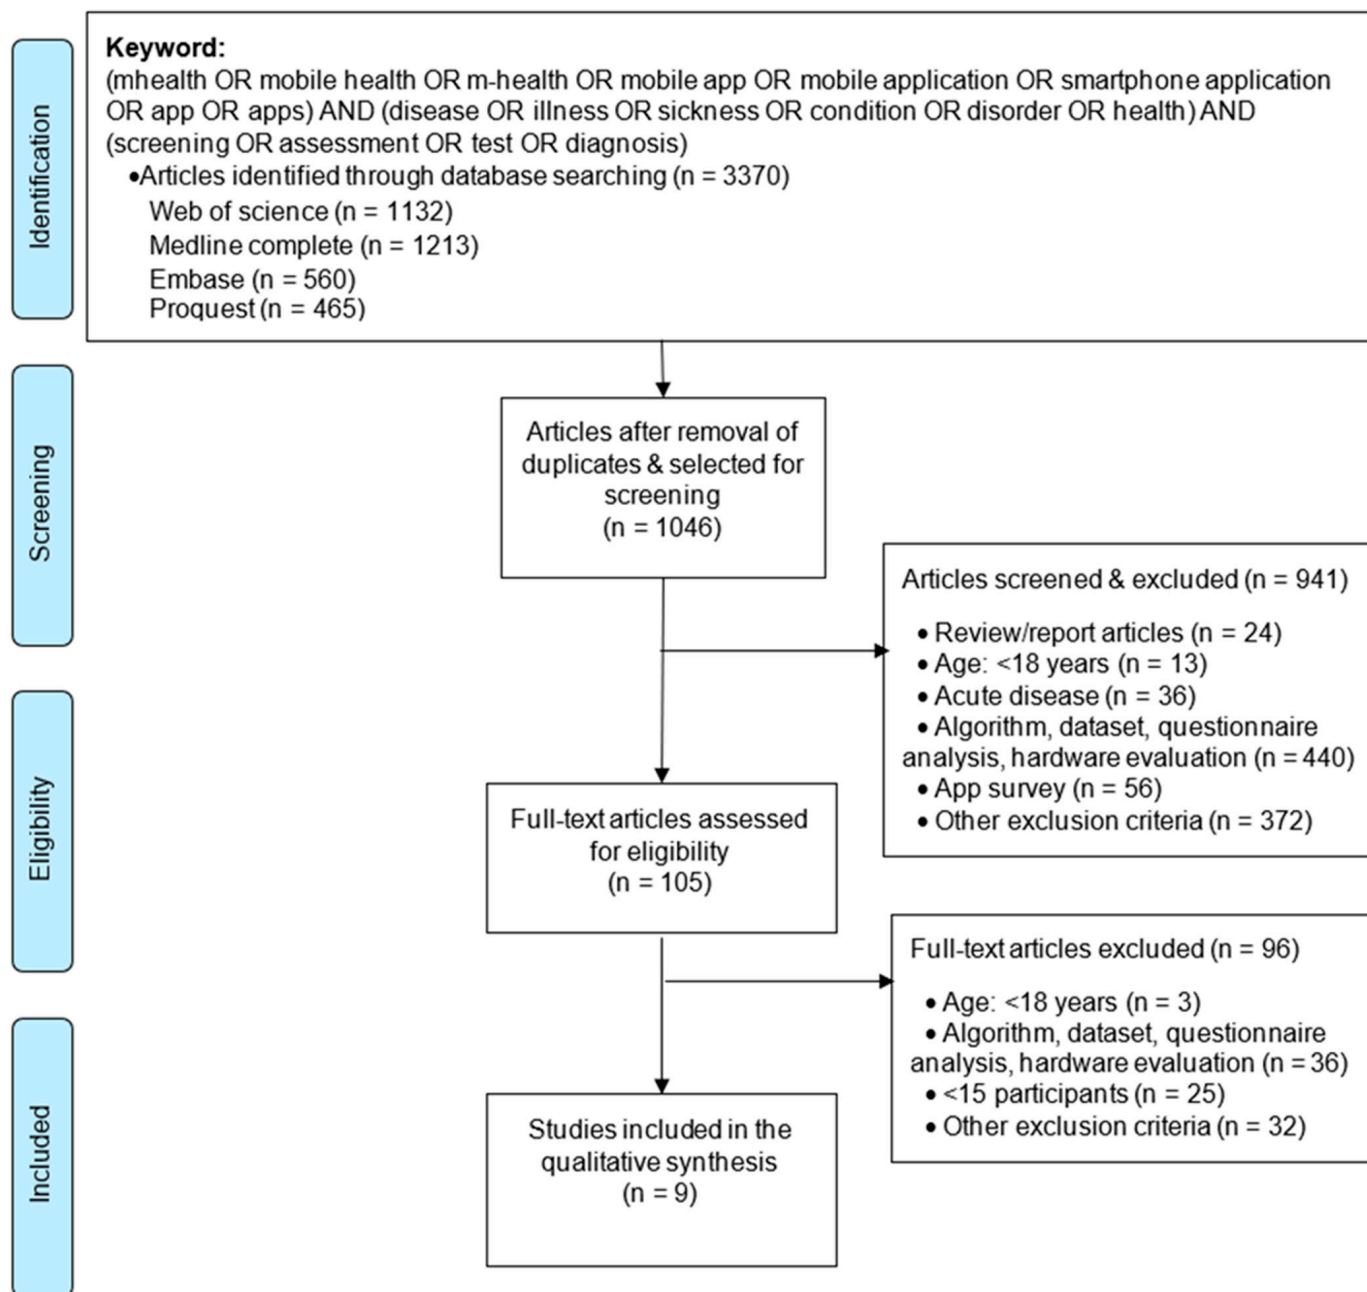 Identification
Keyword:
(mhealth OR mobile health OR m-health OR mobile app OR mobile application OR smartphone application
OR app OR apps) AND (disease OR illness OR sickness OR condition OR disorder OR health) AND
(screening OR assessment OR test OR diagnosis)
•Articles identified through database searching (n = 3370)
Web of science (n = 1132)
Medline complete (n = 1213)
Embase (n = 560)
Proquest (n = 465)
Screening
Articles after removal of
duplicates & selected for
screening
(n = 1046)
Articles screened & excluded (n = 941)
• Review/report articles (n = 24)
• Age: <18 years (n = 13)
• Acute disease (n = 36)
• Algorithm, dataset, questionnaire
analysis, hardware evaluation (n = 440)
• App survey (n = 56)
• Other exclusion criteria (n = 372)
Eligibility
Full-text articles assessed
for eligibility
(n = 105)
Full-text articles excluded (n = 96)
• Age: <18 years (n = 3)
• Algorithm, dataset, questionnaire
analysis, hardware evaluation (n = 36)
• <15 participants (n = 25)
• Other exclusion criteria (n = 32)
Included
Studies included in the
qualitative synthesis
(n = 9)